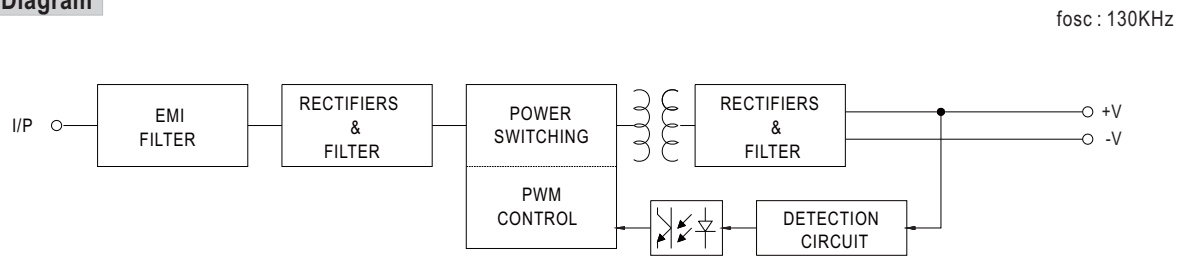 Diagram
fosc : 130KHz
I/P
EMI
FILTER
RECTIFIERS
&
FILTER
POWER
SWITCHING
PWM
CONTROL
RECTIFIERS
&
FILTER
+V
-V
DETECTION
CIRCUIT